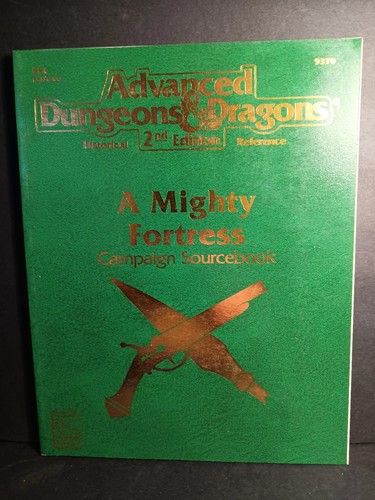 9370
Advanced
Dungeons & Dragons®
2nd Edition
Historical Reference
A Mighty
Fortress
Campaign Sourcebook